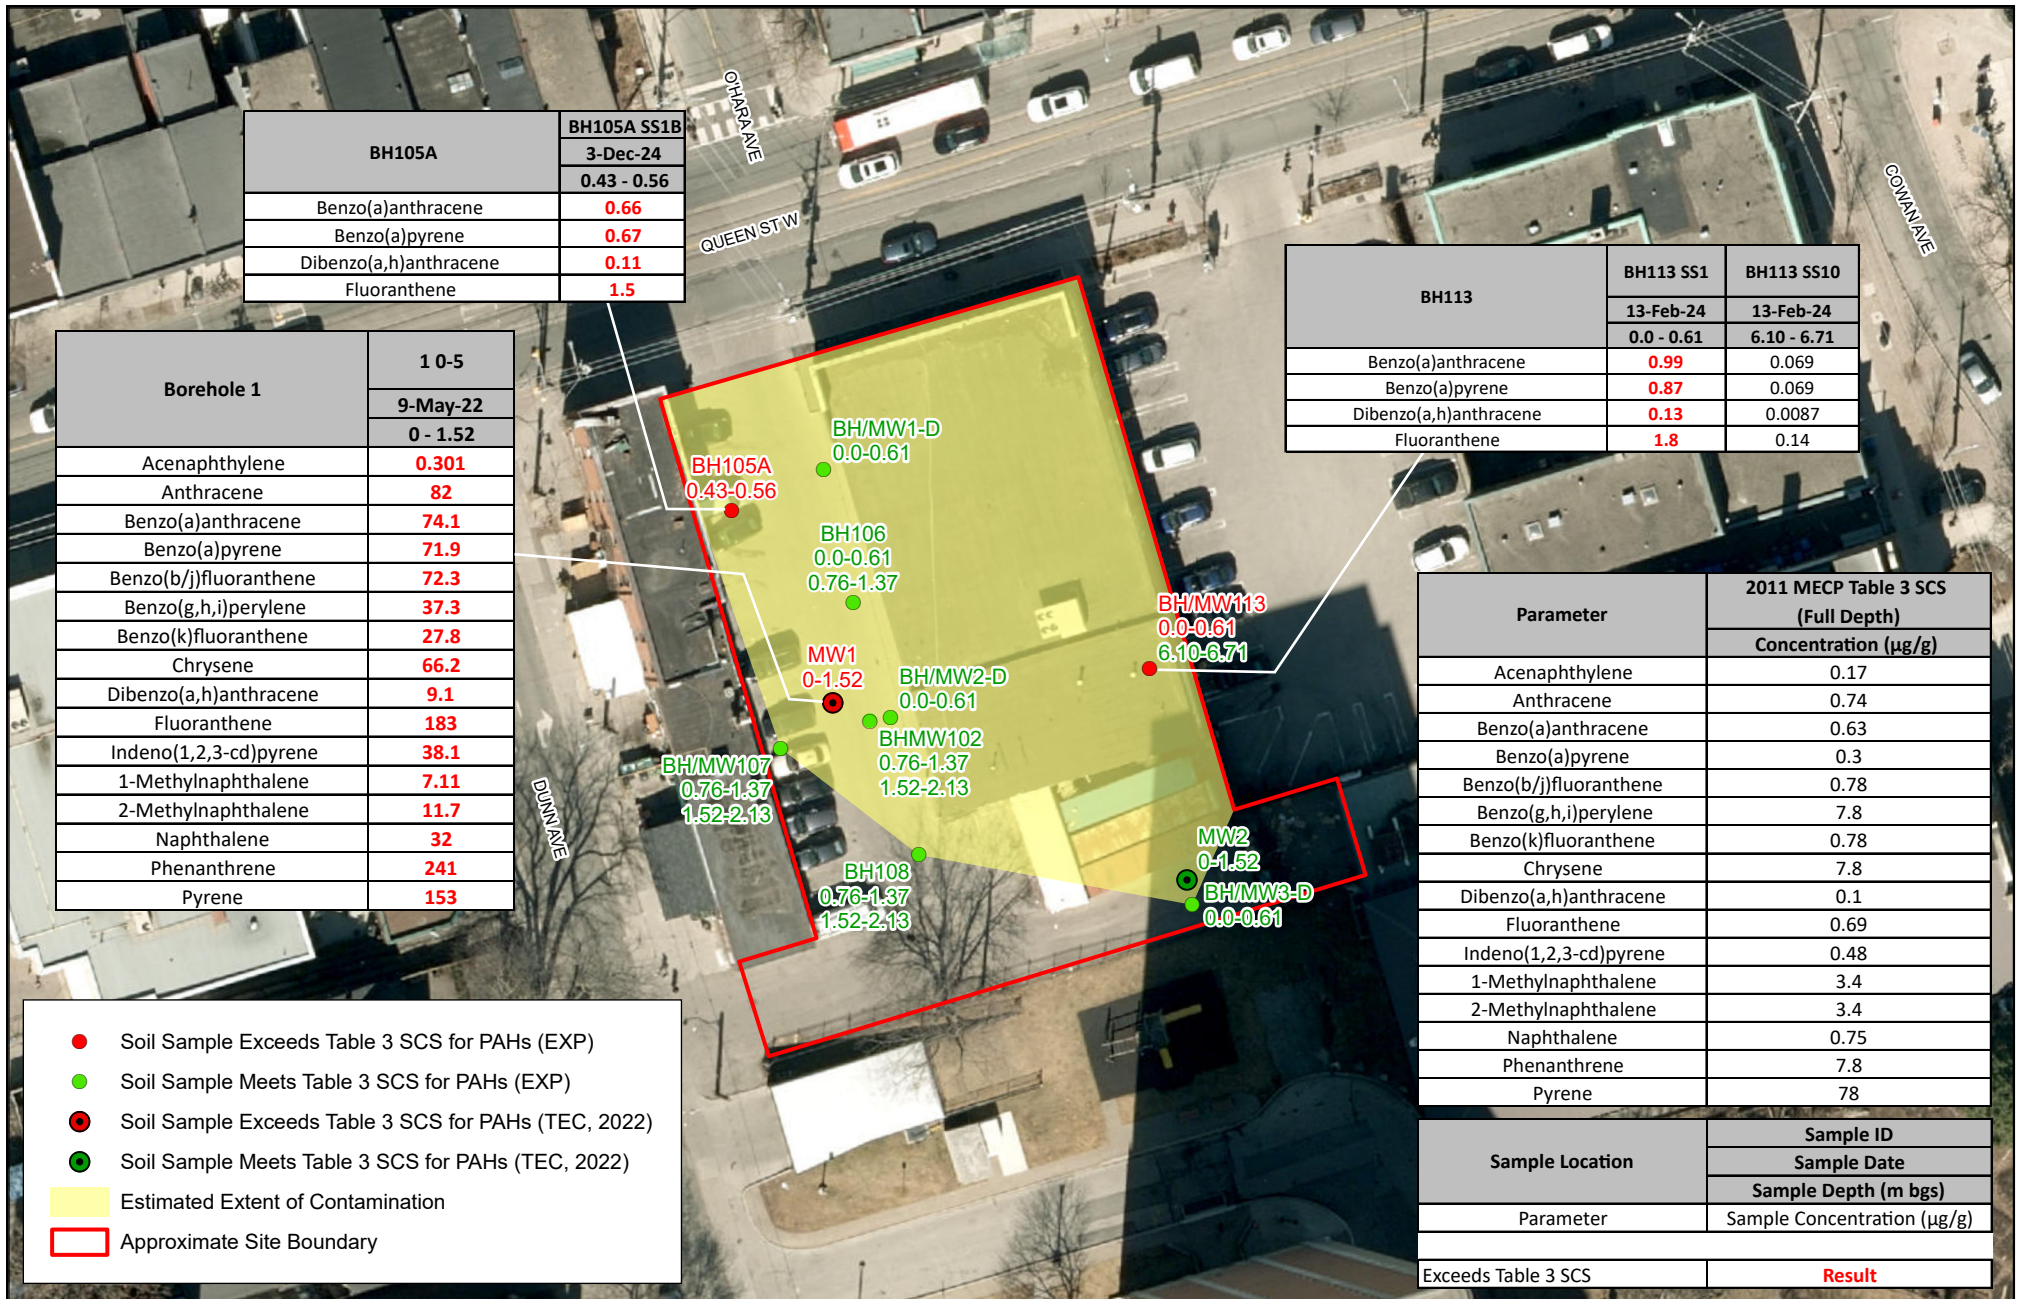 O'HARA AVE
QUEEN ST W
COWAN AVE
DUNN AVE
BH105A
BH105A SS1B
3-Dec-24
0.43 - 0.56
Benzo(a)anthracene 0.66
Benzo(a)pyrene 0.67
Dibenzo(a,h)anthracene 0.11
Fluoranthene 1.5
BH113
BH113 SS1 BH113 SS10
13-Feb-24 13-Feb-24
0.0 - 0.61 6.10 - 6.71
Benzo(a)anthracene 0.99 0.069
Benzo(a)pyrene 0.87 0.069
Dibenzo(a,h)anthracene 0.13 0.0087
Fluoranthene 1.8 0.14
Borehole 1
1 0-5
9-May-22
0 - 1.52
Acenaphthylene 0.301
Anthracene 82
Benzo(a)anthracene 74.1
Benzo(a)pyrene 71.9
Benzo(b/j)fluoranthene 72.3
Benzo(g,h,i)perylene 37.3
Benzo(k)fluoranthene 27.8
Chrysene 66.2
Dibenzo(a,h)anthracene 9.1
Fluoranthene 183
Indeno(1,2,3-cd)pyrene 38.1
1-Methylnaphthalene 7.11
2-Methylnaphthalene 11.7
Naphthalene 32
Phenanthrene 241
Pyrene 153
BH/MW1-D
0.0-0.61
BH105A
0.43-0.56
BH106
0.0-0.61
0.76-1.37
BH/MW113
0.0-0.61
6.10-6.71
MW1
0-1.52
BH/MW2-D
0.0-0.61
BHMW102
0.76-1.37
1.52-2.13
BH/MW107
0.76-1.37
1.52-2.13
BH108
0.76-1.37
1.52-2.13
MW2
0-1.52
BH/MW3-D
0.0-0.61
Parameter
2011 MECP Table 3 SCS
(Full Depth)
Concentration (µg/g)
Acenaphthylene 0.17
Anthracene 0.74
Benzo(a)anthracene 0.63
Benzo(a)pyrene 0.3
Benzo(b/j)fluoranthene 0.78
Benzo(g,h,i)perylene 7.8
Benzo(k)fluoranthene 0.78
Chrysene 7.8
Dibenzo(a,h)anthracene 0.1
Fluoranthene 0.69
Indeno(1,2,3-cd)pyrene 0.48
1-Methylnaphthalene 3.4
2-Methylnaphthalene 3.4
Naphthalene 0.75
Phenanthrene 7.8
Pyrene 78
Sample Location
Sample ID
Sample Date
Sample Depth (m bgs)
Parameter Sample Concentration (µg/g)
Exceeds Table 3 SCS Result
Soil Sample Exceeds Table 3 SCS for PAHs (EXP)
Soil Sample Meets Table 3 SCS for PAHs (EXP)
Soil Sample Exceeds Table 3 SCS for PAHs (TEC, 2022)
Soil Sample Meets Table 3 SCS for PAHs (TEC, 2022)
Estimated Extent of Contamination
Approximate Site Boundary